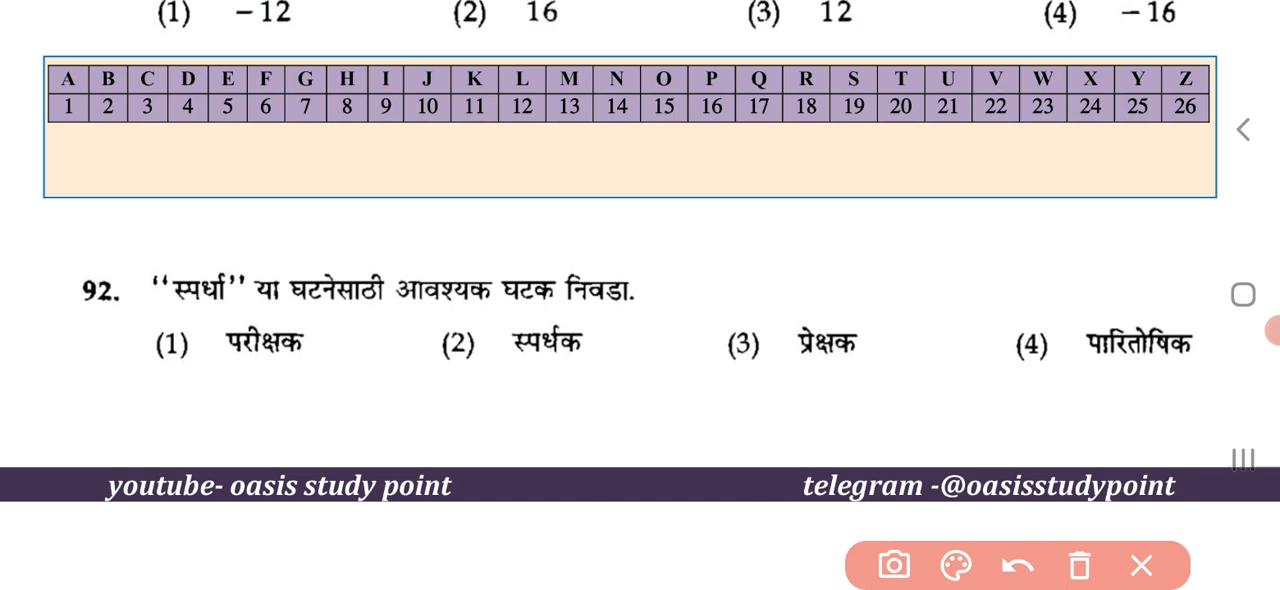 (1) – 12 (2) 16 (3) 12 (4) – 16
A B C D E F G H I J K L M N O P Q R S T U V W X Y Z
1 2 3 4 5 6 7 8 9 10 11 12 13 14 15 16 17 18 19 20 21 22 23 24 25 26
92. ‘‘स्पर्धा’’ या घटनेसाठी आवश्यक घटक निवडा.
(1) परीक्षक (2) स्पर्धक (3) प्रेक्षक (4) पारितोषिक
youtube- oasis study point telegram -@oasisstudypoint